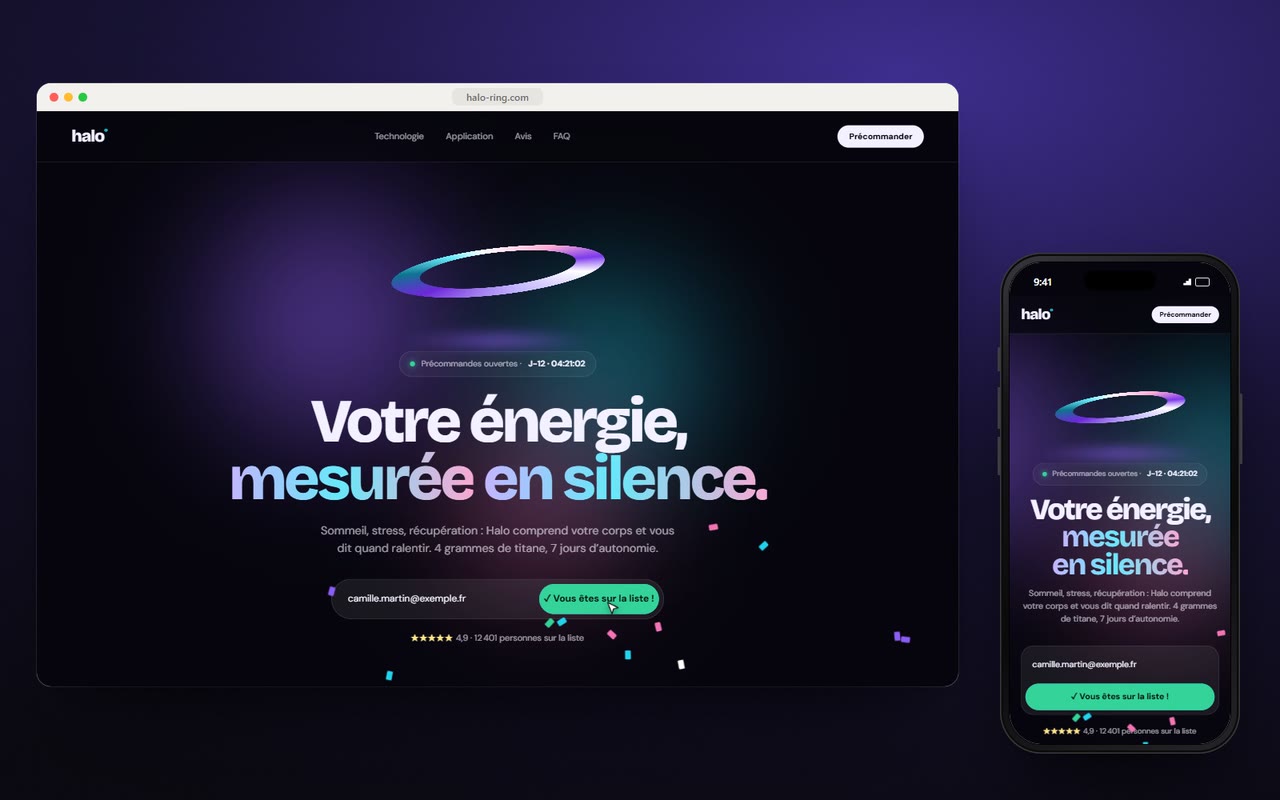 halo-ring.com
halo
Technologie Application Avis FAQ
Précommander
Précommandes ouvertes · J-12 · 04:21:02
Votre énergie,
mesurée en silence.
Sommeil, stress, récupération : Halo comprend votre corps et vous
dit quand ralentir. 4 grammes de titane, 7 jours d’autonomie.
camille.martin@exemple.fr
✓ Vous êtes sur la liste !
★★★★★ 4,9 · 12 401 personnes sur la liste
9:41
halo
Précommander
Précommandes ouvertes · J-12 · 04:21:02
Votre énergie,
mesurée
en silence.
Sommeil, stress, récupération : Halo comprend
votre corps et vous dit quand ralentir. 4 grammes
de titane, 7 jours d’autonomie.
camille.martin@exemple.fr
✓ Vous êtes sur la liste !
★★★★★ 4,9 · 12 401 personnes sur la liste